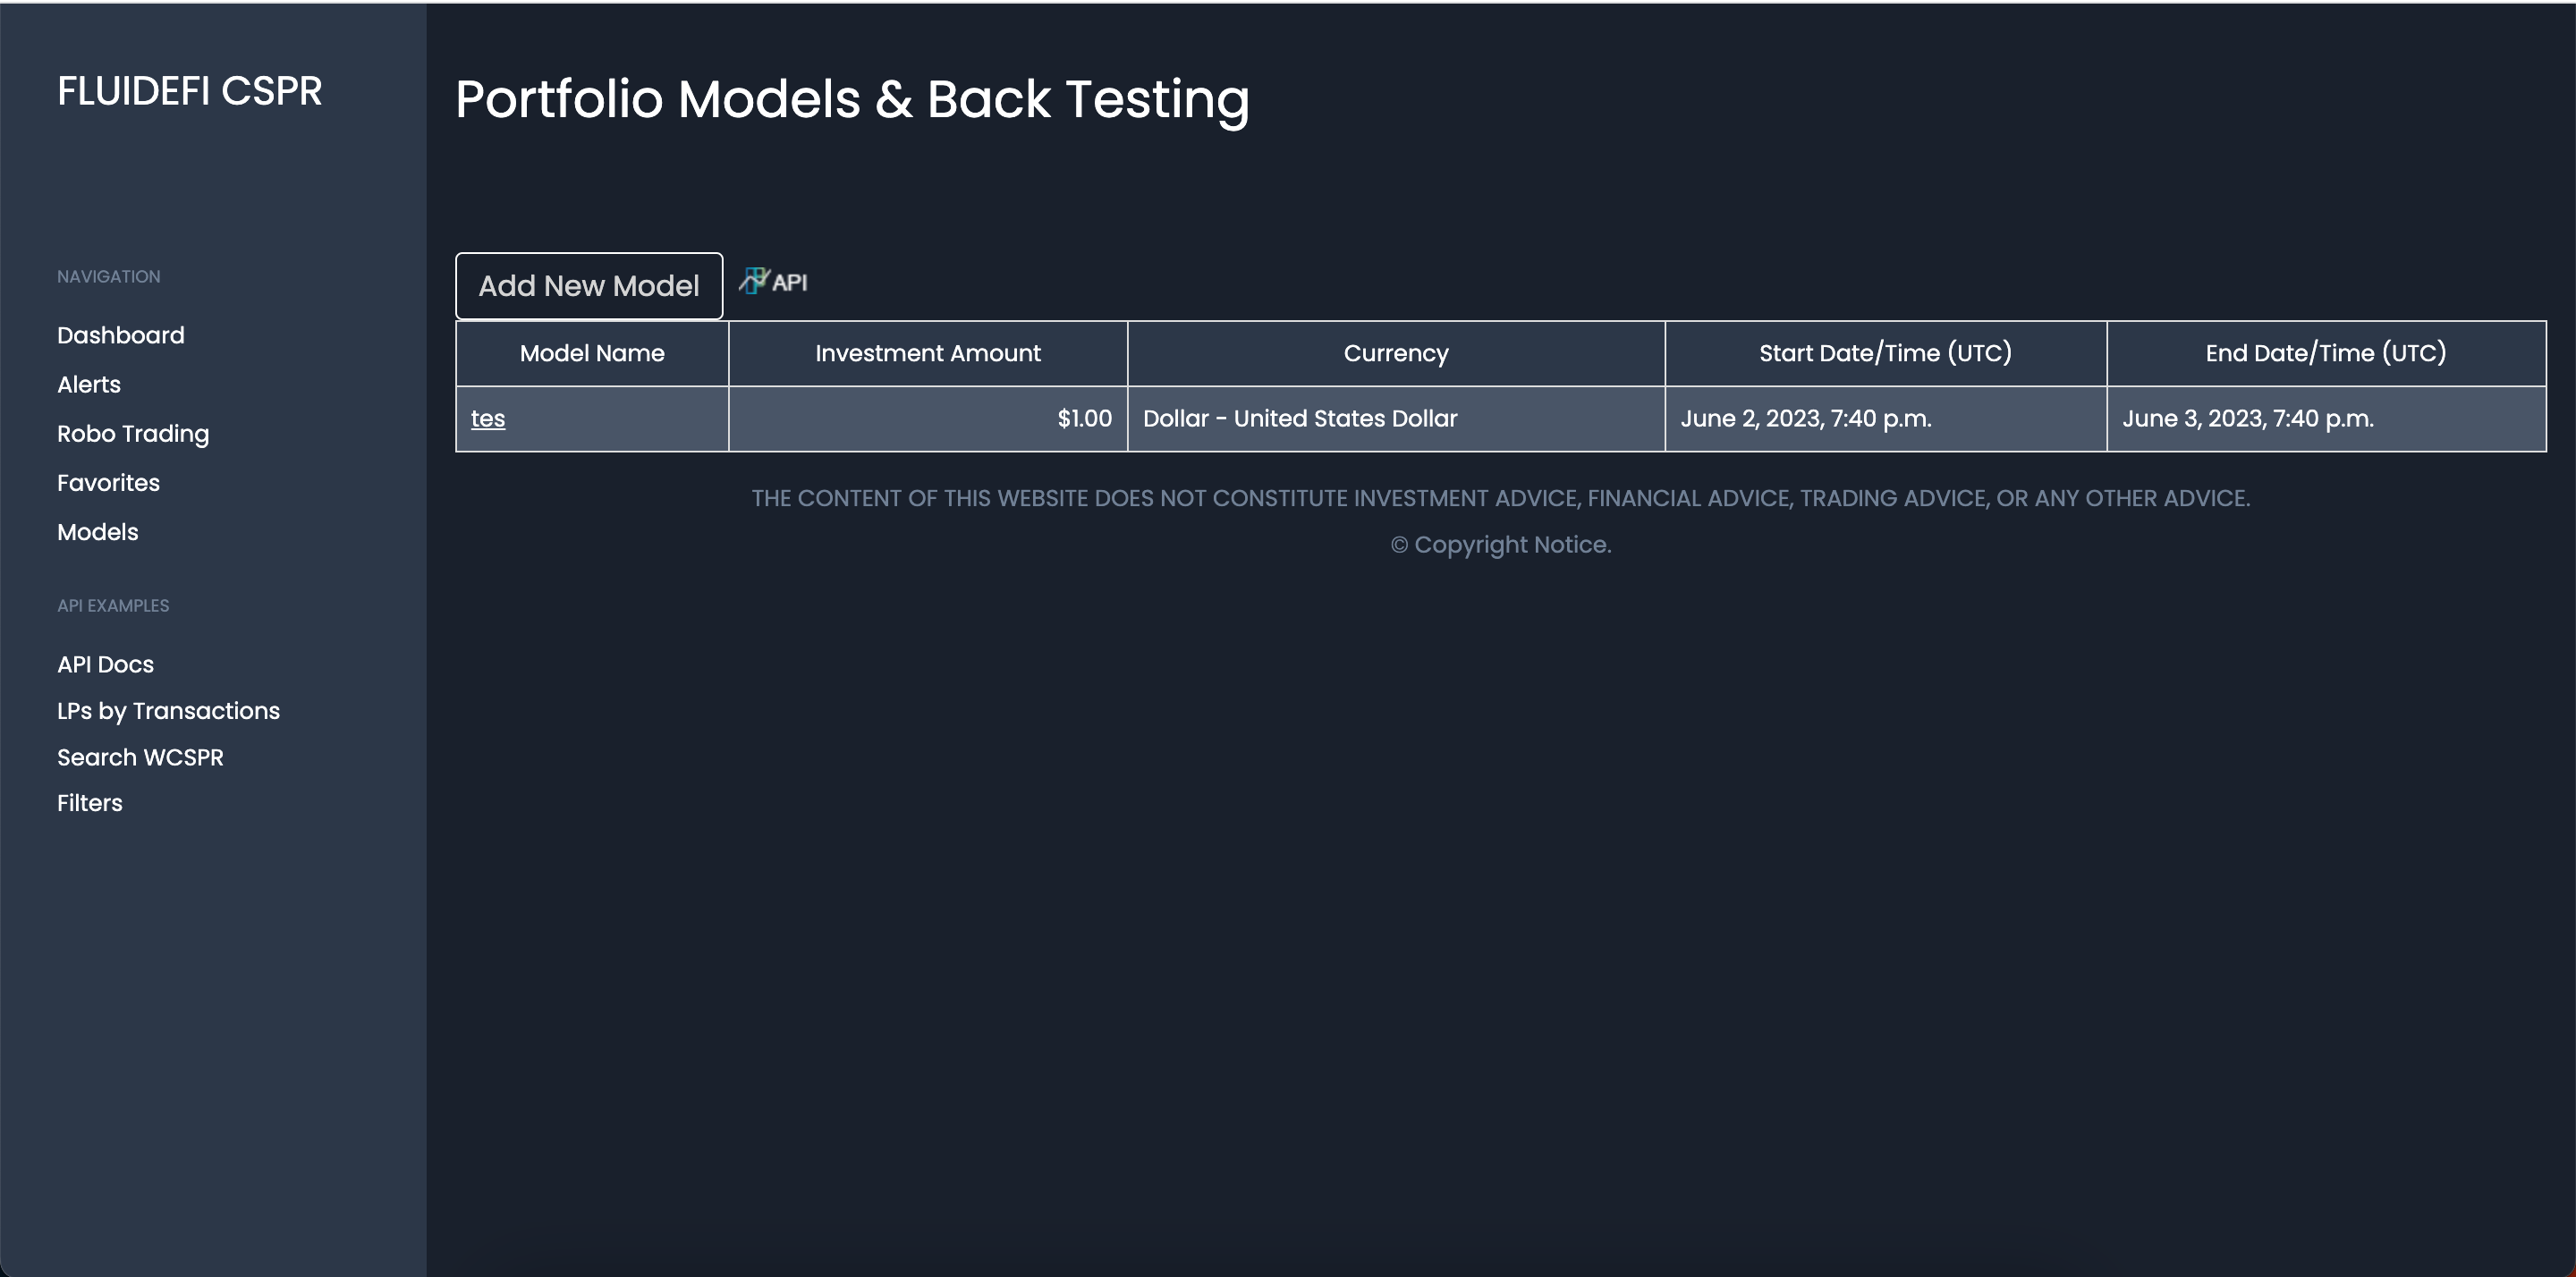 FLUIDEFI CSPR
NAVIGATION
Dashboard
Alerts
Robo Trading
Favorites
Models
API EXAMPLES
API Docs
LPs by Transactions
Search WCSPR
Filters
Portfolio Models & Back Testing
Add New Model API
Model Name Investment Amount Currency Start Date/Time (UTC) End Date/Time (UTC)
tes $1.00 Dollar - United States Dollar June 2, 2023, 7:40 p.m. June 3, 2023, 7:40 p.m.
THE CONTENT OF THIS WEBSITE DOES NOT CONSTITUTE INVESTMENT ADVICE, FINANCIAL ADVICE, TRADING ADVICE, OR ANY OTHER ADVICE.
© Copyright Notice.